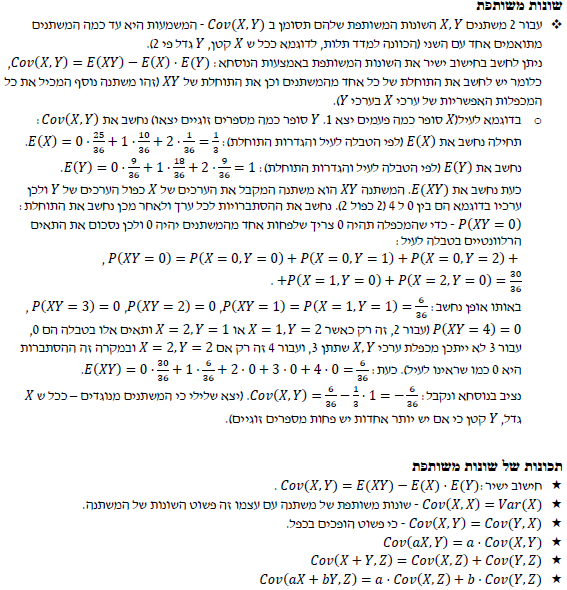 שונות משותפת
❖ עבור 2 משתנים X, Y השונות המשותפת שלהם תסומן ב Cov(X, Y) - המשמעות היא עד כמה המשתנים
מתואמים אחד עם השני (הכוונה למדד תלות, לדוגמא ככל ש X קטן, Y גדל פי 2).
ניתן לחשב בחישוב ישיר את השונות המשותפת באמצעות הנוסחא: Cov(X, Y) = E(XY) − E(X) · E(Y),
כלומר יש לחשב את התוחלת של כל אחד מהמשתנים וכן את התוחלת של XY (זהו משתנה נוסף המכיל את כל
המכפלות האפשריות של ערכי X בערכי Y).
○ בדוגמא לעיל (X סופר כמה פעמים יצא 1. Y סופר כמה מספרים זוגיים יצאו) נחשב את Cov(X, Y):
תחילה נחשב את E(X) (לפי הטבלה לעיל והגדרות התוחלת): E(X) = 0 · 25/36 + 1 · 10/36 + 2 · 1/36 = 1/3.
נחשב את E(Y) (לפי הטבלה לעיל והגדרות התוחלת): E(Y) = 0 · 9/36 + 1 · 18/36 + 2 · 9/36 = 1.
כעת נחשב את E(XY). המשתנה XY הוא משתנה המקבל את הערכים של X כפול הערכים של Y ולכן
ערכיו בדוגמא הם בין 0 ל 4 (2 כפול 2). נחשב את ההסתברויות לכל ערך ולאחר מכן נחשב את התוחלת:
P(XY = 0) - כדי שהמכפלה תהיה 0 צריך שלפחות אחד מהמשתנים יהיה 0 ולכן נסכום את התאים
הרלוונטיים בטבלה לעיל:
, P(XY = 0) = P(X = 0, Y = 0) + P(X = 0, Y = 1) + P(X = 0, Y = 2) +
. +P(X = 1, Y = 0) + P(X = 2, Y = 0) = 30/36
באותו אופן נחשב: P(XY = 1) = P(X = 1, Y = 1) = 6/36, P(XY = 2) = 0, P(XY = 3) = 0,
P(XY = 4) = 0 (עבור 2, זה רק כאשר X = 1, Y = 2 או X = 2, Y = 1 ותאים אלו בטבלה הם 0,
עבור 3 לא ייתכן מכפלת ערכי X, Y שתתן 3, ועבור 4 זה רק אם X = 2, Y = 2 ובמקרה זה ההסתברות
היא 0 כמו שראינו לעיל). כעת: E(XY) = 0 · 30/36 + 1 · 6/36 + 2 · 0 + 3 · 0 + 4 · 0 = 6/36.
נציב בנוסחא ונקבל: Cov(X, Y) = 6/36 − 1/3 · 1 = −6/36. (יצא שלילי כי המשתנים מנוגדים – ככל ש X
גדל, Y קטן כי אם יש יותר אחדות יש פחות מספרים זוגיים).
תכונות של שונות משותפת
★ חישוב ישיר: Cov(X, Y) = E(XY) − E(X) · E(Y) .
★ Cov(X, X) = Var(X) - שונות משותפת של משתנה עם עצמו זה פשוט השונות של המשתנה.
★ Cov(X, Y) = Cov(Y, X) - כי פשוט הופכים בכפל.
★ Cov(aX, Y) = a · Cov(X, Y)
★ Cov(X + Y, Z) = Cov(X, Z) + Cov(Y, Z)
★ Cov(aX + bY, Z) = a · Cov(X, Z) + b · Cov(Y, Z)